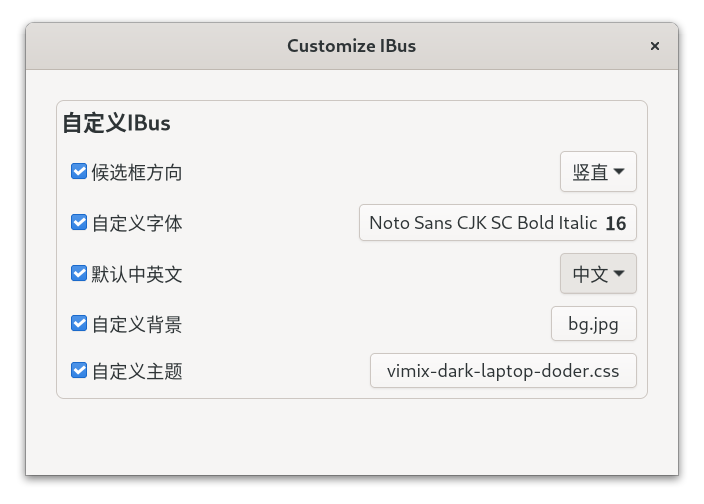 Customize IBus ×
自定义IBus
候选框方向 竖直
自定义字体 Noto Sans CJK SC Bold Italic 16
默认中英文 中文
自定义背景 bg.jpg
自定义主题 vimix-dark-laptop-doder.css